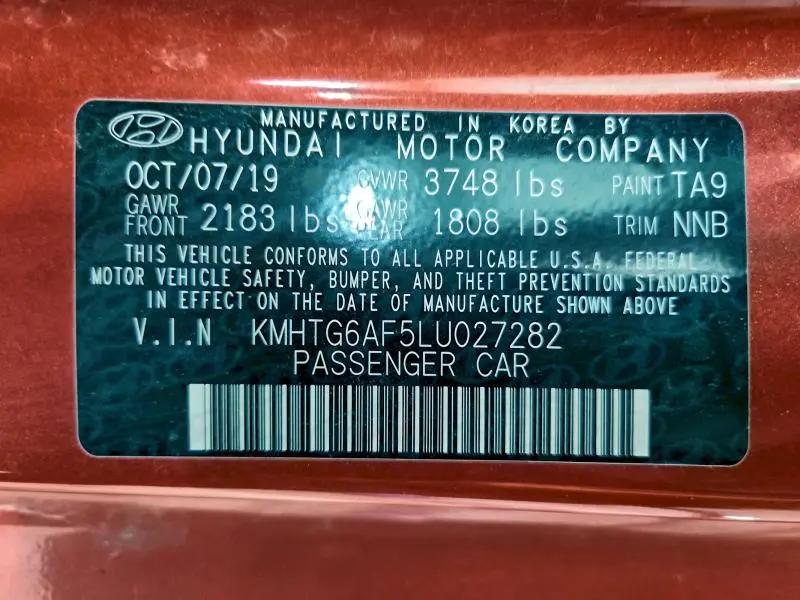 MANUFACTURED IN KOREA BY
HYUNDAI MOTOR COMPANY
OCT/07/19 GVWR 3748 lbs PAINT TA9
GAWR FRONT 2183 lbs GAWR REAR 1808 lbs TRIM NNB
THIS VEHICLE CONFORMS TO ALL APPLICABLE U.S.A. FEDERAL
MOTOR VEHICLE SAFETY, BUMPER, AND THEFT PREVENTION STANDARDS
IN EFFECT ON THE DATE OF MANUFACTURE SHOWN ABOVE
V.I.N KMHTG6AF5LU027282
PASSENGER CAR